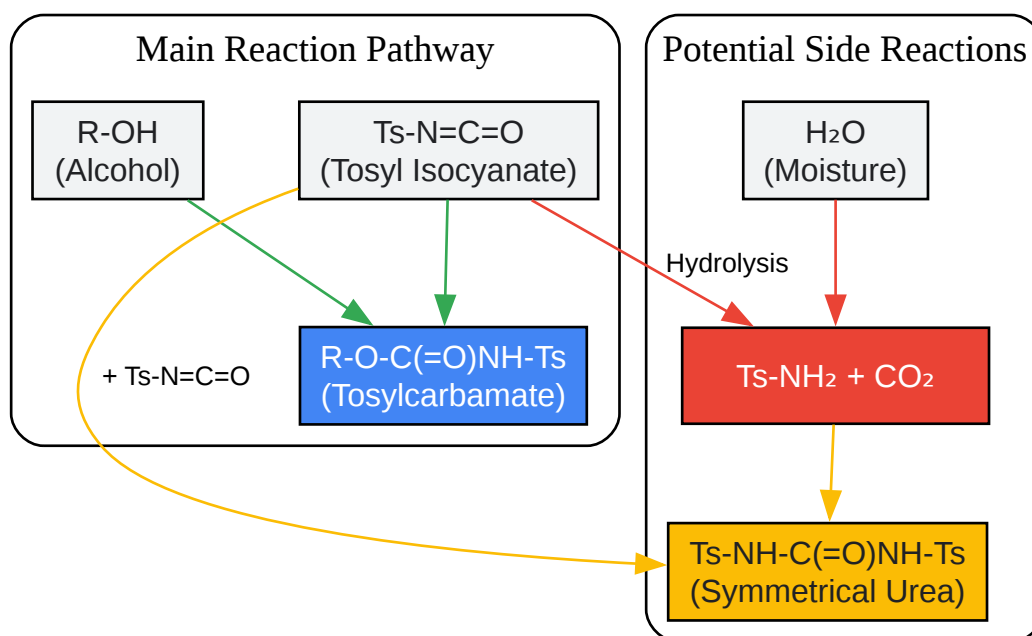 Main Reaction Pathway
R-OH
(Alcohol)
Ts-N=C=O
(Tosyl Isocyanate)
+ Ts-N=C=O
R-O-C(=O)NH-Ts
(Tosylcarbamate)
Potential Side Reactions
H₂O
(Moisture)
Hydrolysis
Ts-NH₂ + CO₂
Ts-NH-C(=O)NH-Ts
(Symmetrical Urea)